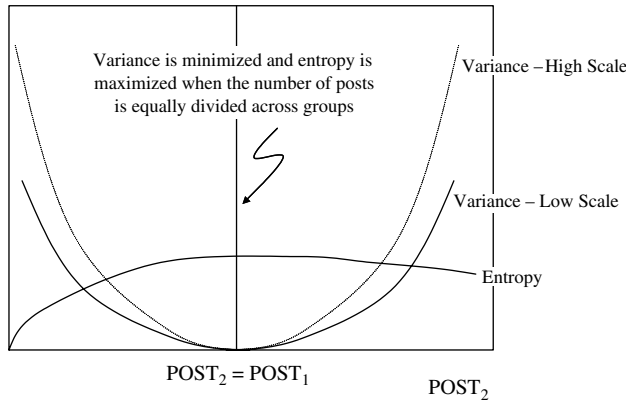 Variance is minimized and entropy is
maximized when the number of posts
is equally divided across groups
Variance – High Scale
Variance – Low Scale
Entropy
POST₂ = POST₁
POST₂